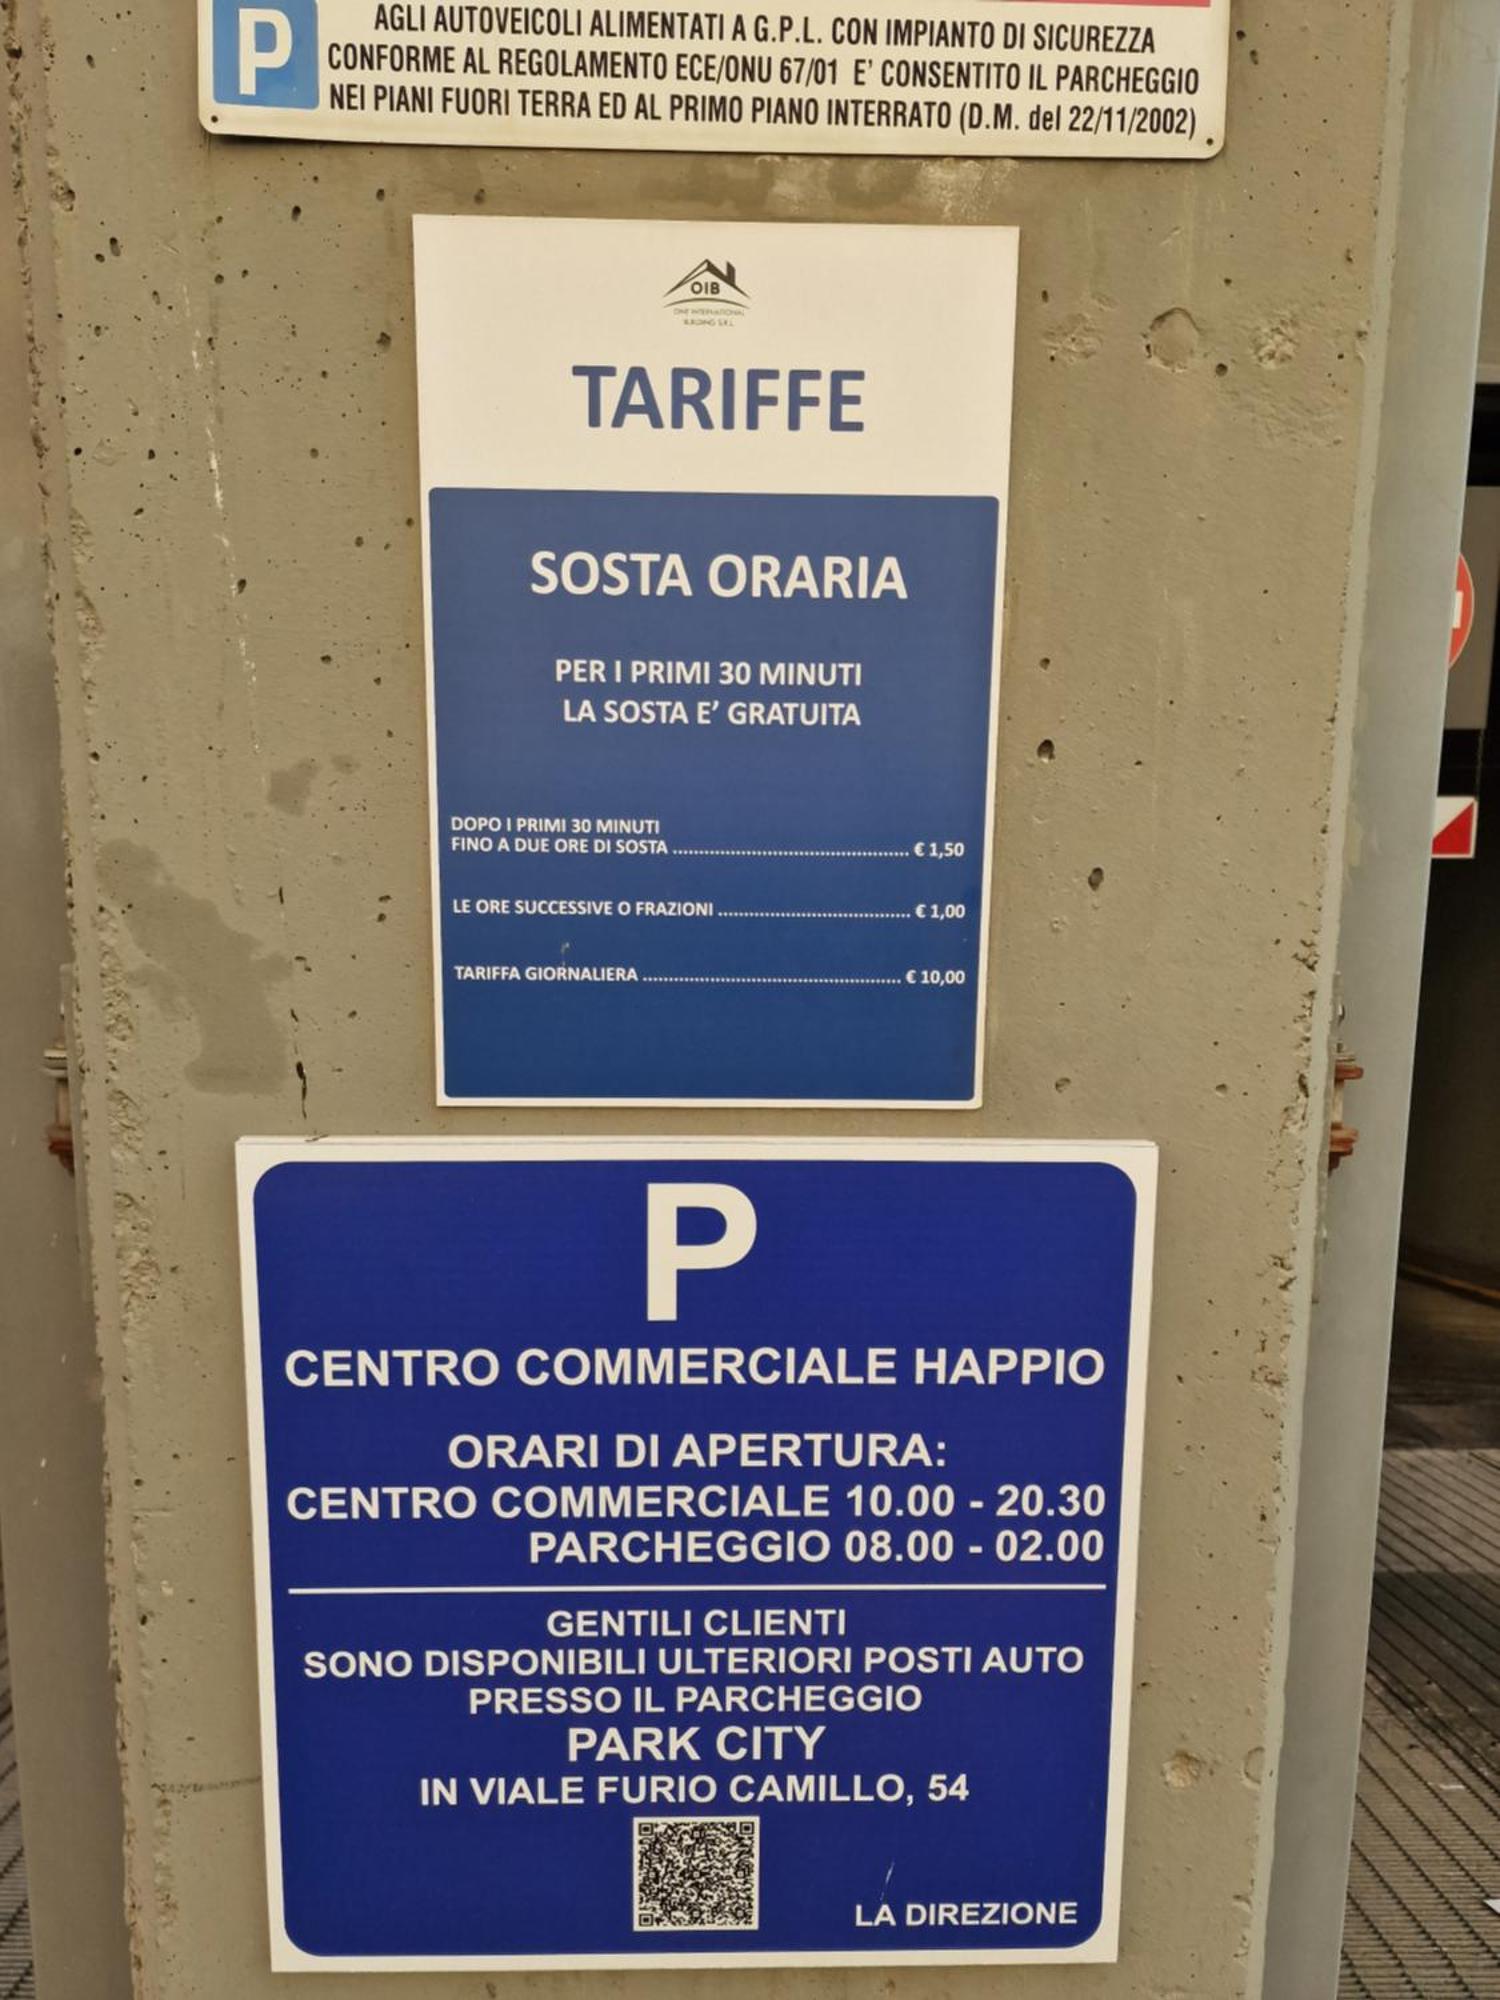 P
AGLI AUTOVEICOLI ALIMENTATI A G.P.L. CON IMPIANTO DI SICUREZZA
CONFORME AL REGOLAMENTO ECE/ONU 67/01 E' CONSENTITO IL PARCHEGGIO
NEI PIANI FUORI TERRA ED AL PRIMO PIANO INTERRATO (D.M. del 22/11/2002)
OIB
ONE INTERNATIONAL
BUILDING S.R.L.
TARIFFE
SOSTA ORARIA
PER I PRIMI 30 MINUTI
LA SOSTA E' GRATUITA
DOPO I PRIMI 30 MINUTI
FINO A DUE ORE DI SOSTA ............................................ € 1,50
LE ORE SUCCESSIVE O FRAZIONI .................................... € 1,00
TARIFFA GIORNALIERA ................................................ € 10,00
P
CENTRO COMMERCIALE HAPPIO
ORARI DI APERTURA:
CENTRO COMMERCIALE 10.00 - 20.30
PARCHEGGIO 08.00 - 02.00
GENTILI CLIENTI
SONO DISPONIBILI ULTERIORI POSTI AUTO
PRESSO IL PARCHEGGIO
PARK CITY
IN VIALE FURIO CAMILLO, 54
LA DIREZIONE